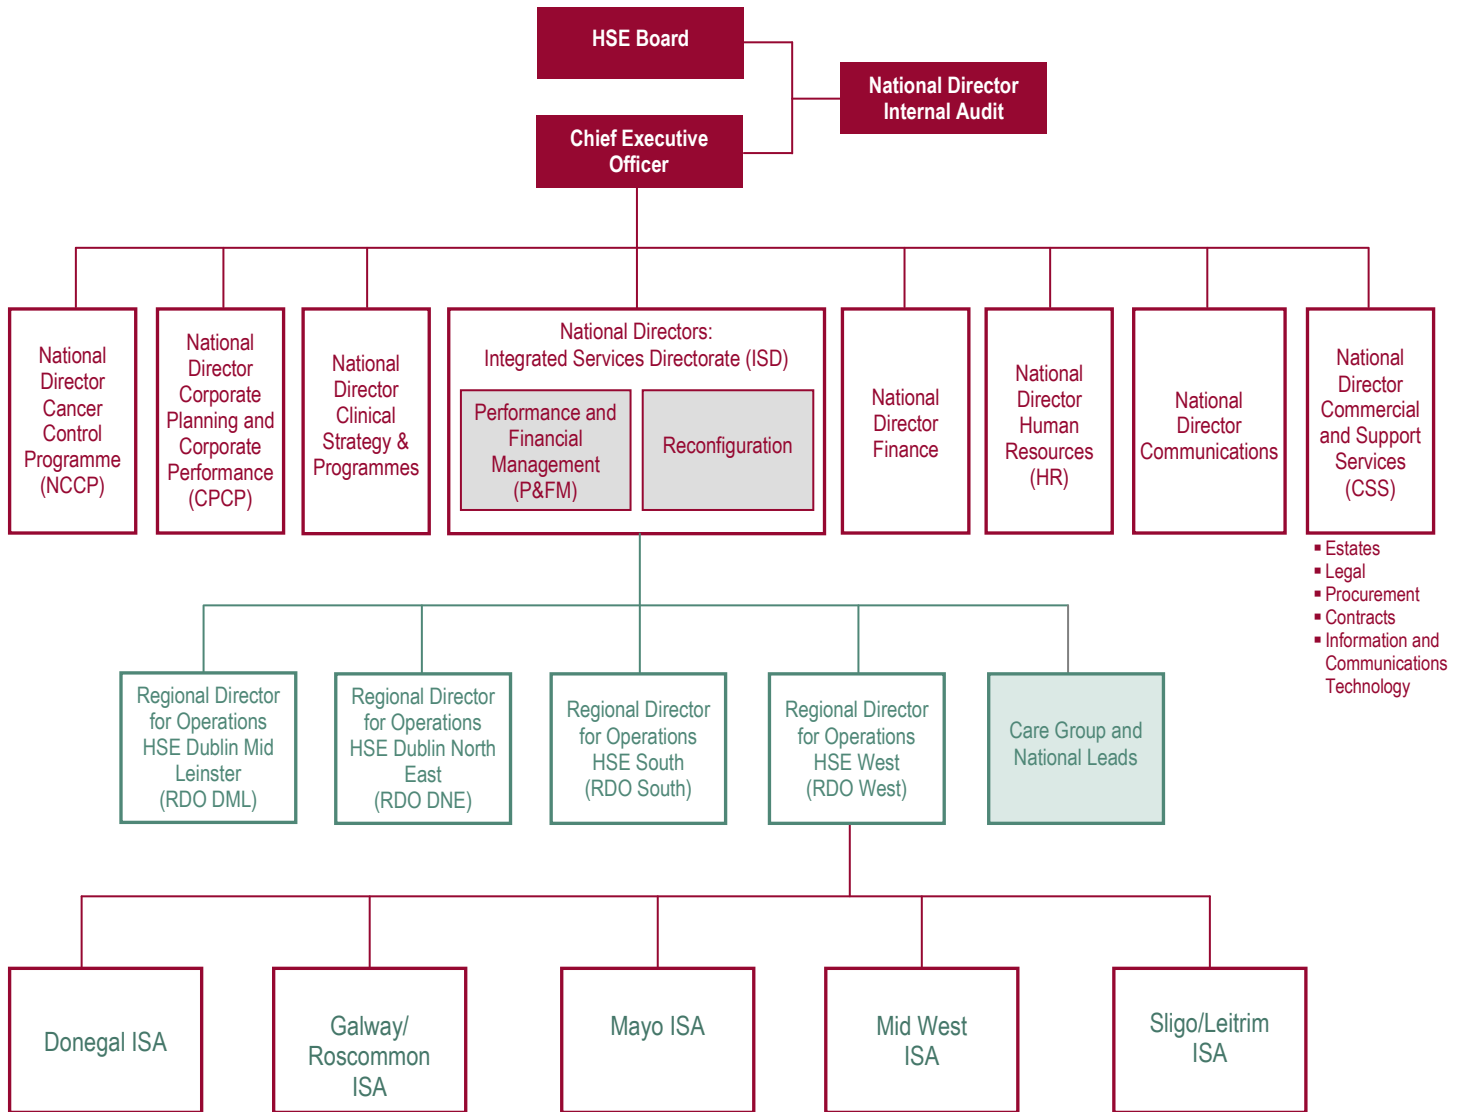 HSE Board
National Director
Internal Audit
Chief Executive
Officer
National
Director
Cancer
Control
Programme
(NCCP)
National
Director
Corporate
Planning and
Corporate
Performance
(CPCP)
National
Director
Clinical
Strategy &
Programmes
National Directors:
Integrated Services Directorate (ISD)
Performance and
Financial
Management
(P&FM)
Reconfiguration
National
Director
Finance
National
Director
Human
Resources
(HR)
National
Director
Communications
National
Director
Commercial
and Support
Services
(CSS)
▪ Estates
▪ Legal
▪ Procurement
▪ Contracts
▪ Information and
Communications
Technology
Regional Director
for Operations
HSE Dublin Mid
Leinster
(RDO DML)
Regional Director
for Operations
HSE Dublin North
East
(RDO DNE)
Regional Director
for Operations
HSE South
(RDO South)
Regional Director
for Operations
HSE West
(RDO West)
Care Group and
National Leads
Donegal ISA
Galway/
Roscommon
ISA
Mayo ISA
Mid West
ISA
Sligo/Leitrim
ISA